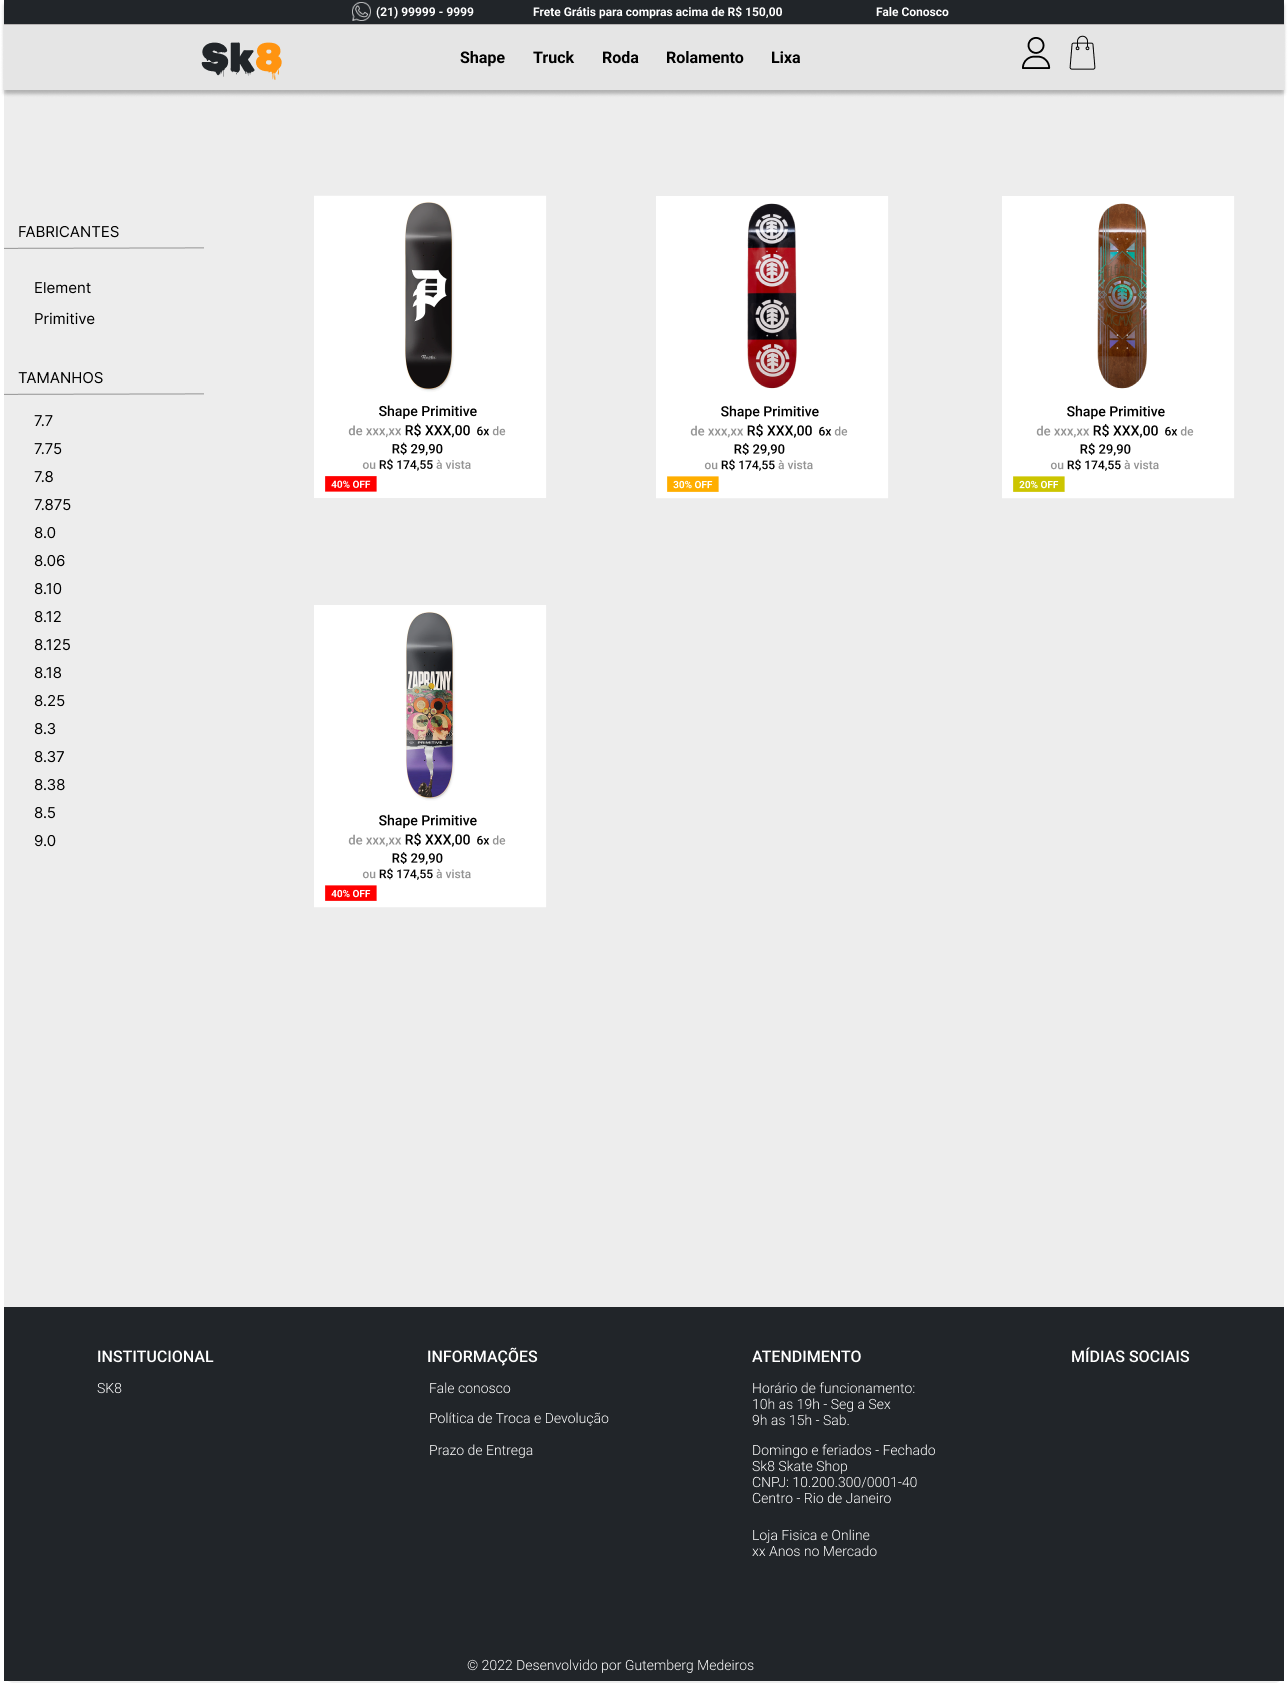 (21) 99999 - 9999
Frete Grátis para compras acima de R$ 150,00
Fale Conosco
Sk8
Shape
Truck
Roda
Rolamento
Lixa
FABRICANTES
Element
Primitive
TAMANHOS
7.7
7.75
7.8
7.875
8.0
8.06
8.10
8.12
8.125
8.18
8.25
8.3
8.37
8.38
8.5
9.0
P
Shape Primitive
de xxx,xx R$ XXX,00 6x de
R$ 29,90
ou R$ 174,55 à vista
40% OFF
Shape Primitive
de xxx,xx R$ XXX,00 6x de
R$ 29,90
ou R$ 174,55 à vista
30% OFF
Shape Primitive
de xxx,xx R$ XXX,00 6x de
R$ 29,90
ou R$ 174,55 à vista
20% OFF
ZAPRAZNY
PRIMITIVE
Shape Primitive
de xxx,xx R$ XXX,00 6x de
R$ 29,90
ou R$ 174,55 à vista
40% OFF
INSTITUCIONAL
SK8
INFORMAÇÕES
Fale conosco
Política de Troca e Devolução
Prazo de Entrega
ATENDIMENTO
Horário de funcionamento:
10h as 19h - Seg a Sex
9h as 15h - Sab.
Domingo e feriados - Fechado
Sk8 Skate Shop
CNPJ: 10.200.300/0001-40
Centro - Rio de Janeiro
Loja Fisica e Online
xx Anos no Mercado
MÍDIAS SOCIAIS
© 2022 Desenvolvido por Gutemberg Medeiros